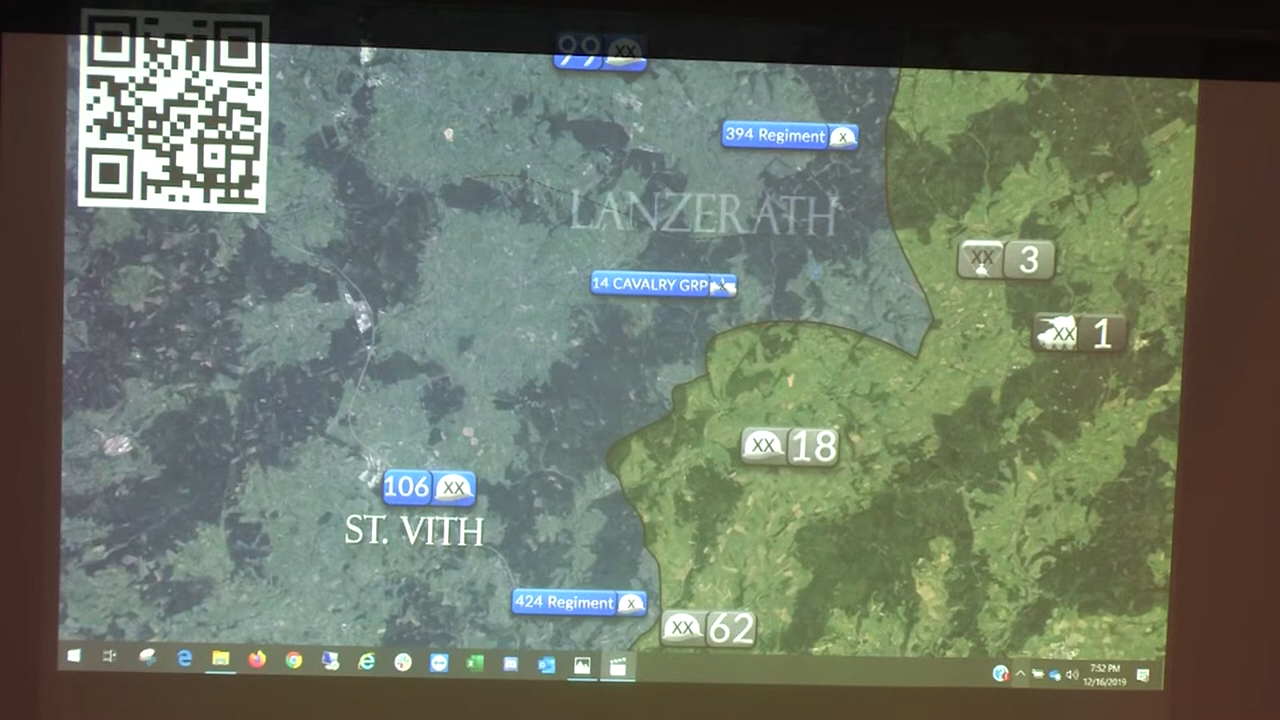 99 XX
394 Regiment X
LANZERATH
XX 3
14 CAVALRY GRP
XX 1
XX 18
106 XX
ST. VITH
424 Regiment X
XX 62
7:52 PM
12/16/2019